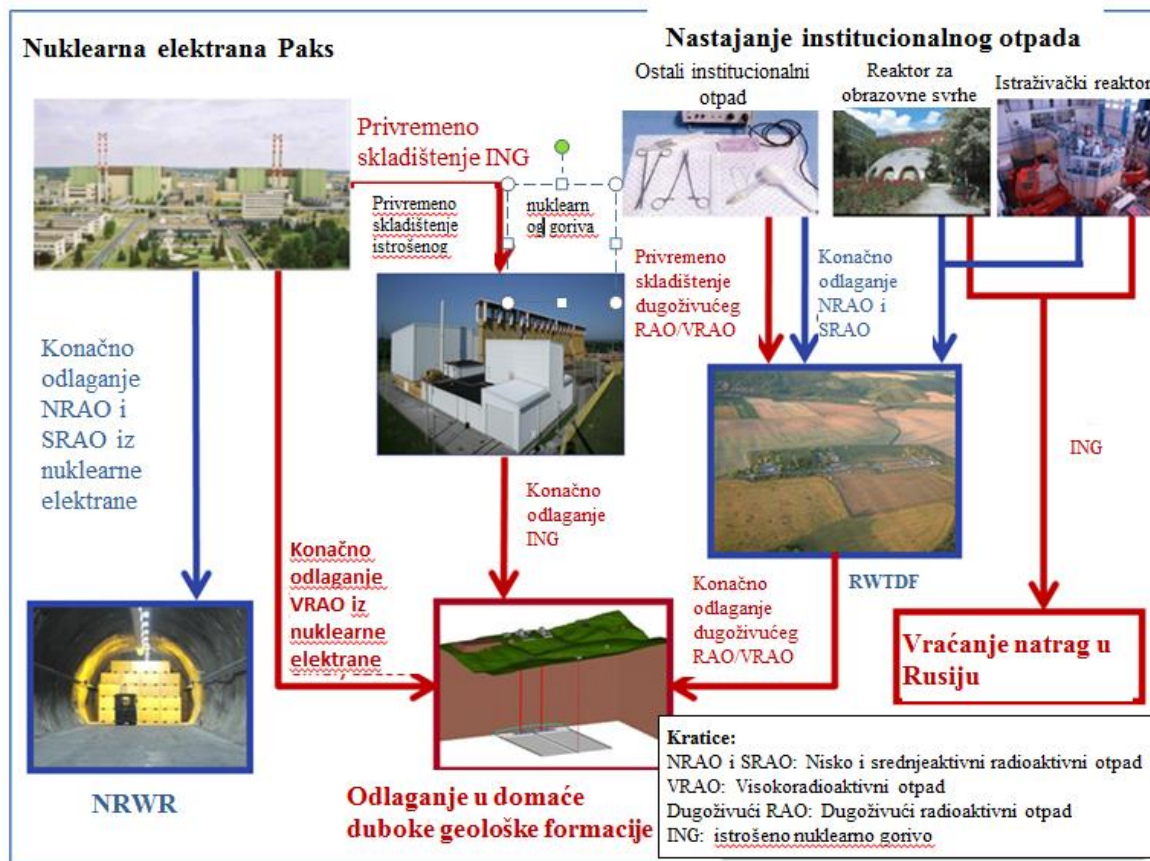 Nuklearna elektrana Paks
Nastajanje institucionalnog otpada
Ostali institucionalni
otpad
Reaktor za
obrazovne svrhe
Istraživački reaktor
Privremeno
skladištenje ING
Privremeno
skladištenje
istrošenog
nuklearn
og goriva
Privremeno
skladištenje
dugoživućeg
RAO/VRAO
Konačno
odlaganje
NRAO i
SRAO
Konačno
odlaganje
NRAO i
SRAO iz
nuklearne
elektrane
ING
Konačno
odlaganje
ING
Konačno
odlaganje
VRAO iz
nuklearne
elektrane
RWTDF
Konačno
odlaganje
dugoživućeg
RAO/VRAO
Vraćanje natrag u
Rusiju
NRWR
Odlaganje u domaće
duboke geološke formacije
Kratice:
NRAO i SRAO: Nisko i srednjeaktivni radioaktivni otpad
VRAO: Visokoradioaktivni otpad
Dugoživući RAO: Dugoživući radioaktivni otpad
ING: istrošeno nuklearno gorivo